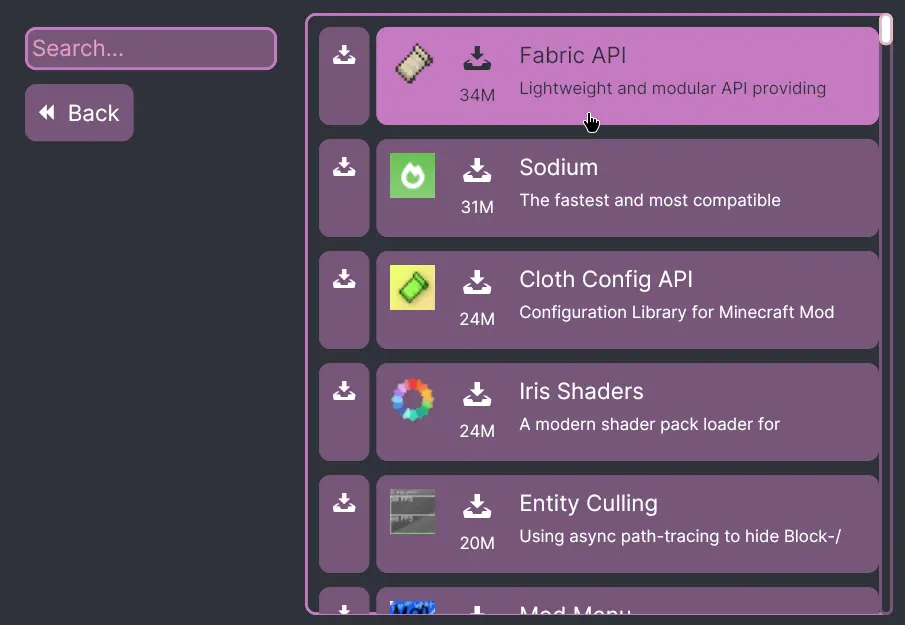 Search...
Back
Fabric API
34M
Lightweight and modular API providing
Sodium
31M
The fastest and most compatible
Cloth Config API
24M
Configuration Library for Minecraft Mod
Iris Shaders
24M
A modern shader pack loader for
Entity Culling
20M
Using async path-tracing to hide Block-/
Mod Menu